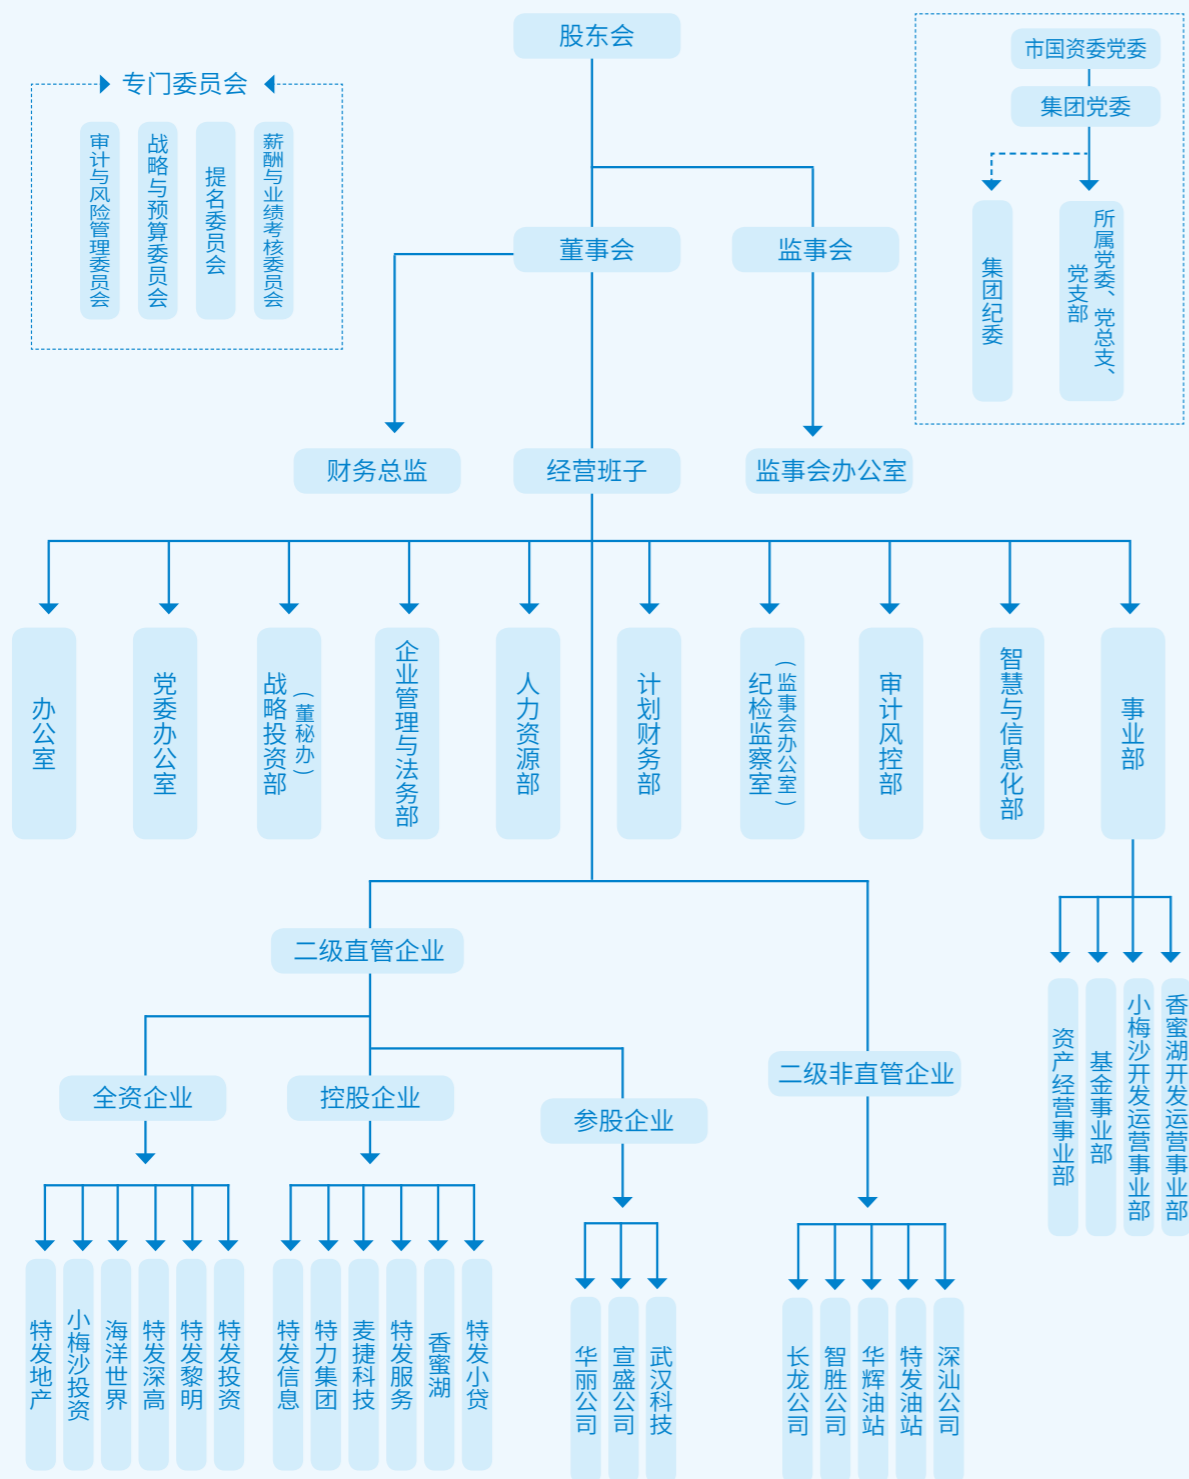 股东会
专门委员会
审计与风险管理委员会
战略与预算委员会
提名委员会
薪酬与业绩考核委员会
市国资委党委
集团党委
集团纪委
所属党委、党总支、
党支部
董事会
监事会
财务总监
经营班子
监事会办公室
办公室
党委办公室
战略投资部
（董秘办）
企业管理与法务部
人力资源部
计划财务部
纪检监察室
（监事会办公室）
审计风控部
智慧与信息化部
事业部
资产经营事业部
基金事业部
小梅沙开发运营事业部
香蜜湖开发运营事业部
二级直管企业
全资企业
控股企业
参股企业
二级非直管企业
特发地产
小梅沙投资
海洋世界
特发深高
特发黎明
特发投资
特发信息
特力集团
麦捷科技
特发服务
香蜜湖
特发小贷
华丽公司
宣盛公司
武汉科技
长龙公司
智胜公司
华辉油站
特发油站
深汕公司